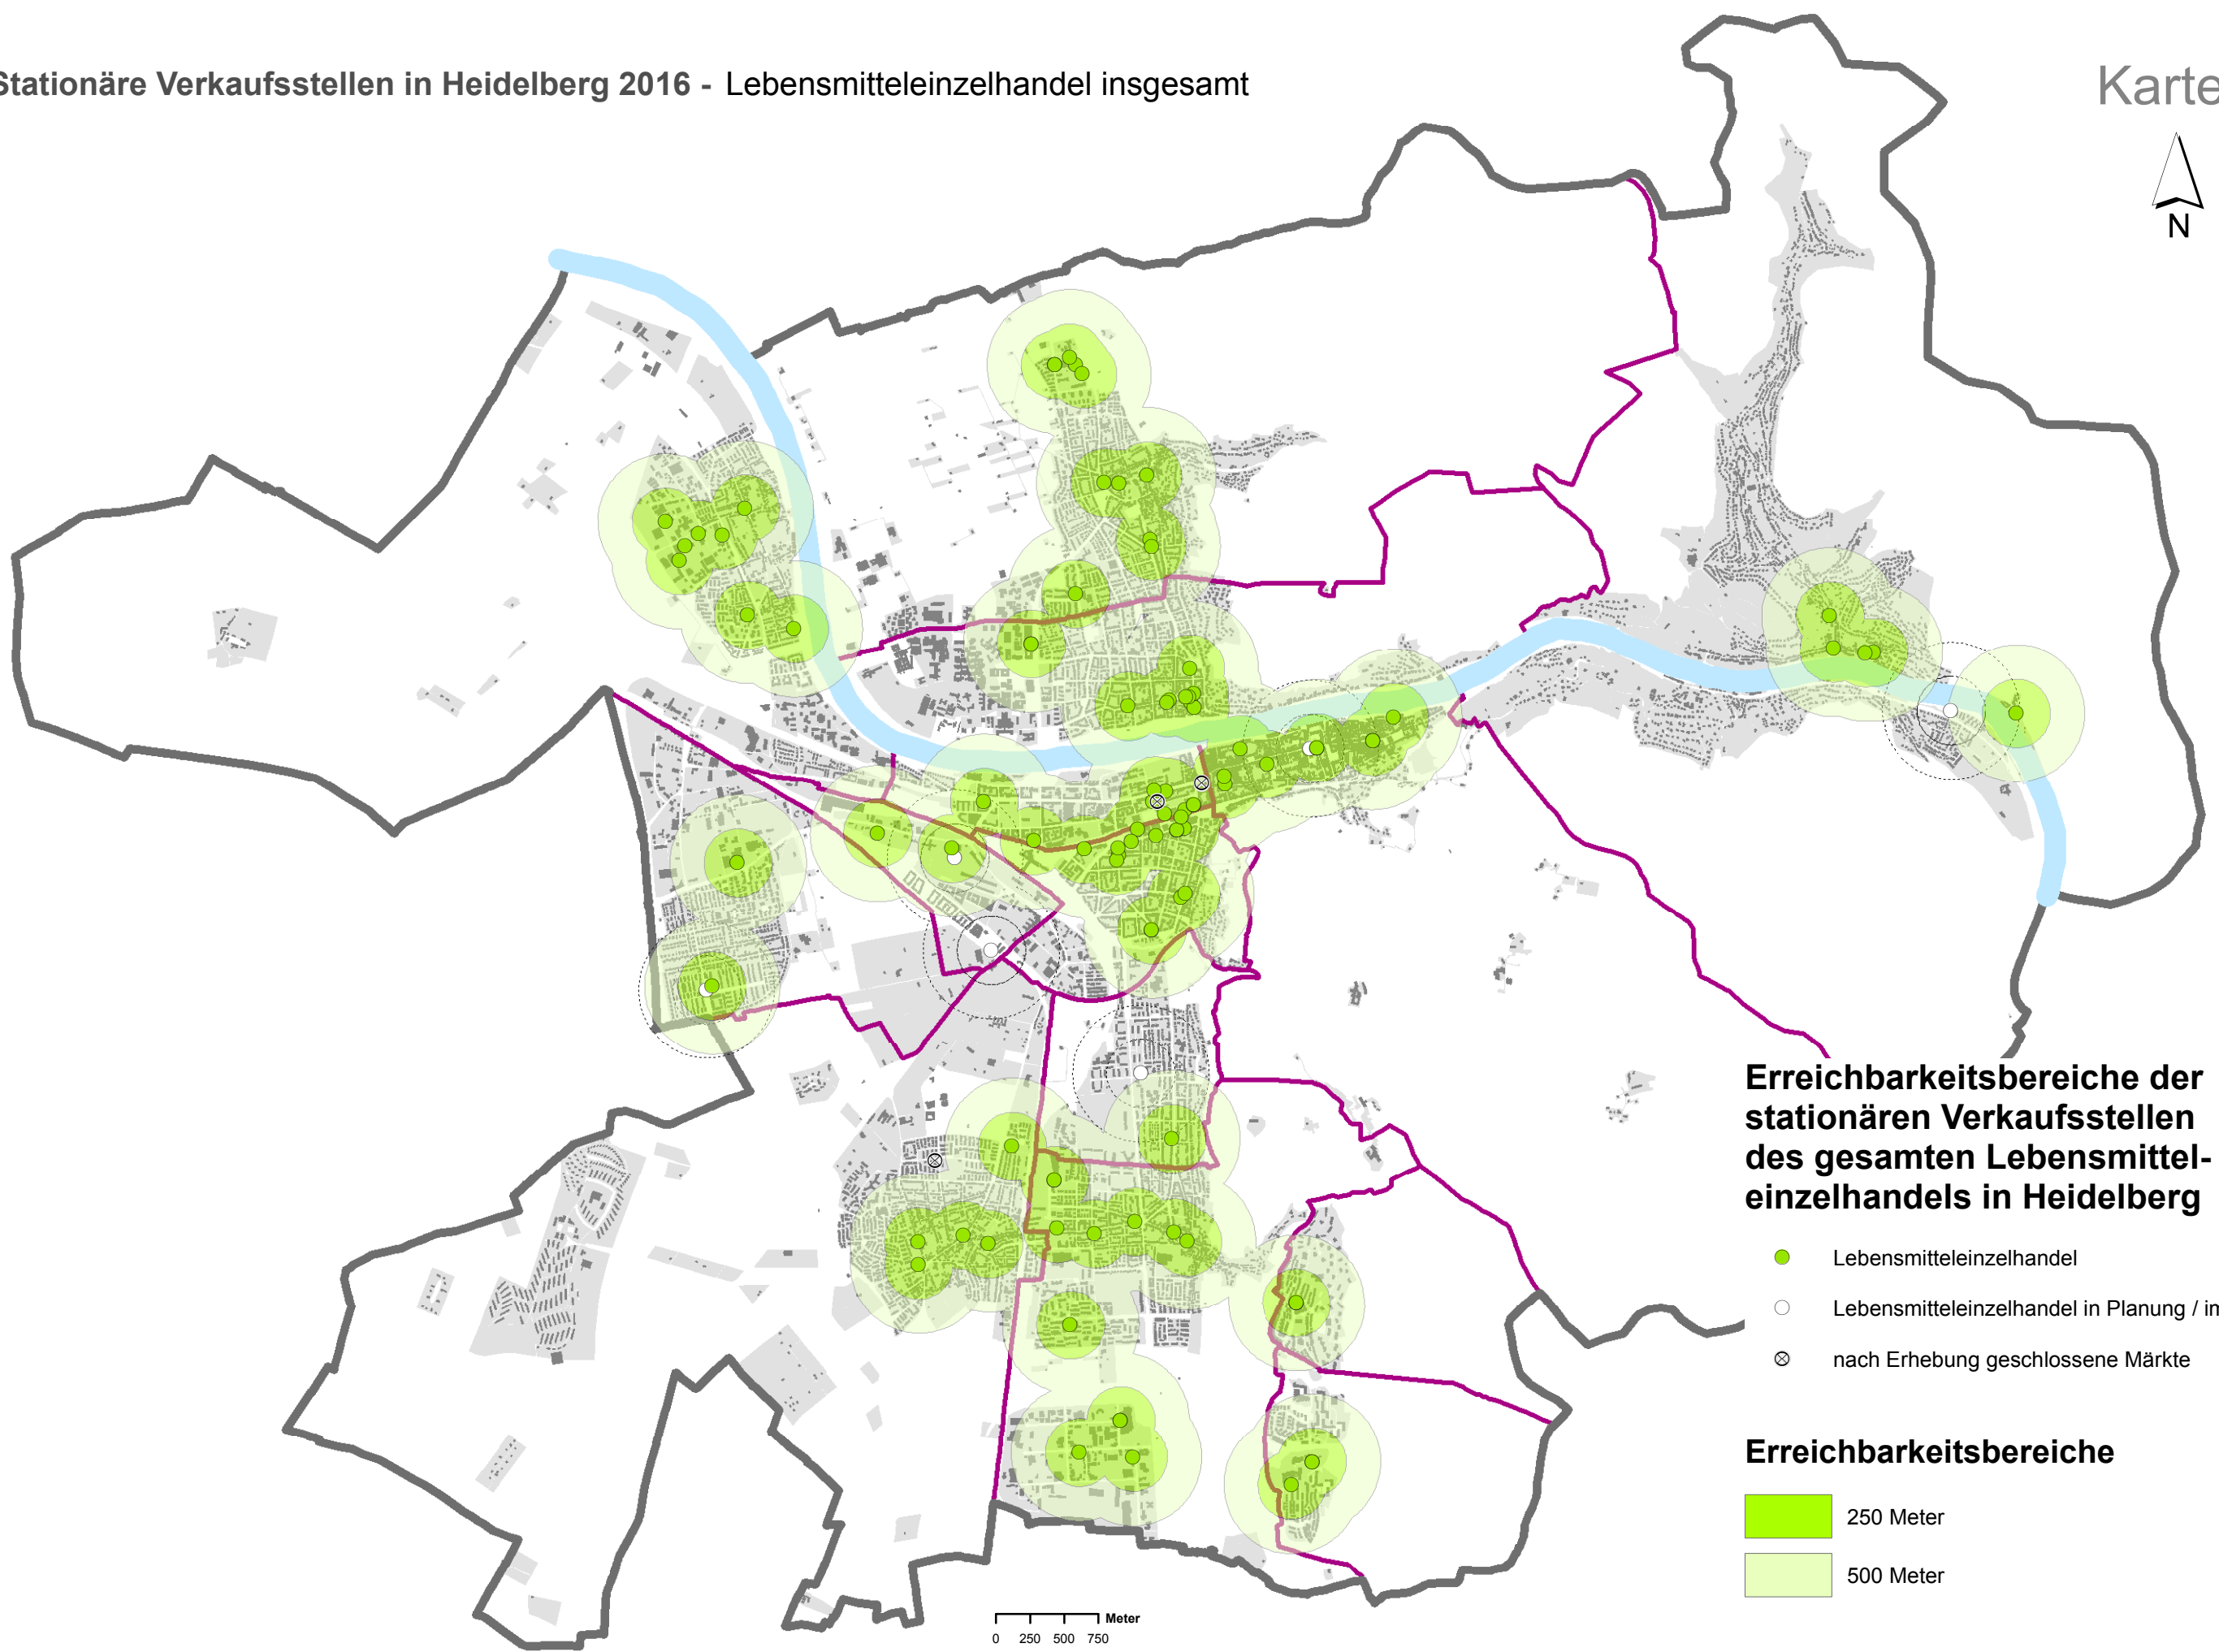 Stationäre Verkaufsstellen in Heidelberg 2016 - Lebensmitteleinzelhandel insgesamt
Karte
N
Erreichbarkeitsbereiche der
stationären Verkaufsstellen
des gesamten Lebensmittel-
einzelhandels in Heidelberg
Lebensmitteleinzelhandel
Lebensmitteleinzelhandel in Planung /
nach Erhebung geschlossene Märkte
Erreichbarkeitsbereiche
250 Meter
500 Meter
Meter
0 250 500 750